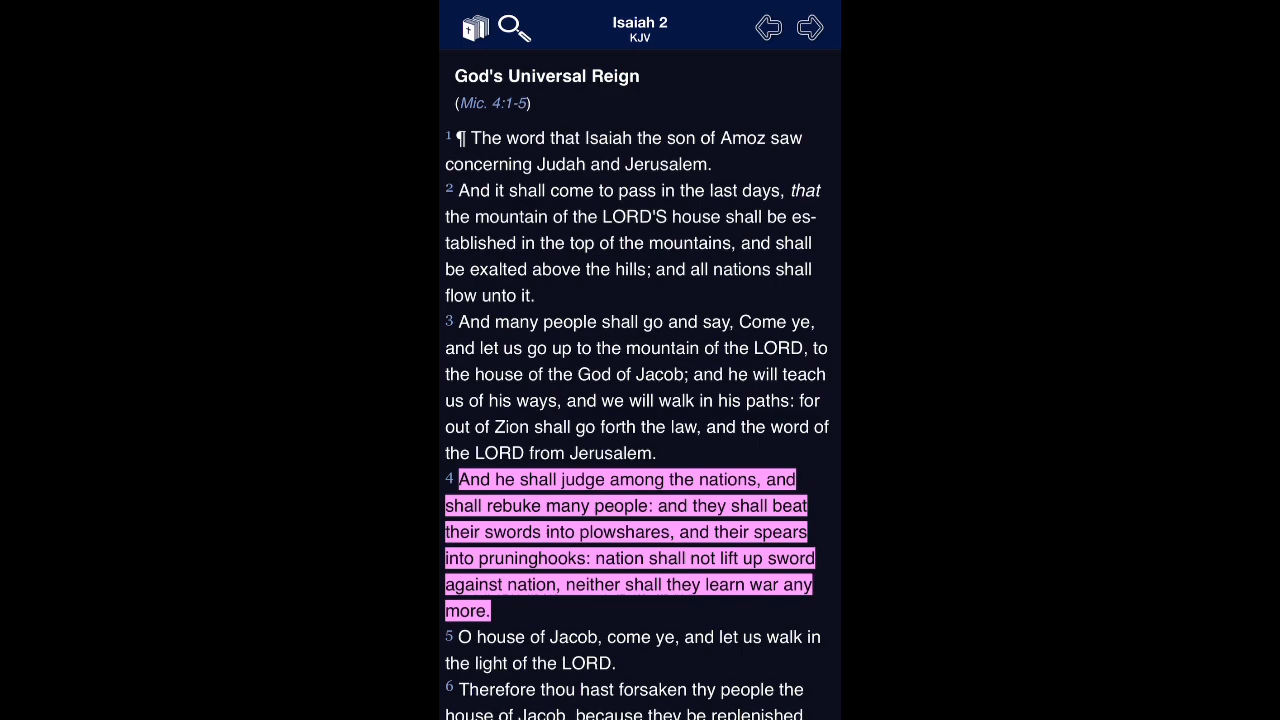 Isaiah 2
KJV
God's Universal Reign
(Mic. 4:1-5)
1 ¶ The word that Isaiah the son of Amoz saw
concerning Judah and Jerusalem.
2 And it shall come to pass in the last days, that
the mountain of the LORD'S house shall be es-
tablished in the top of the mountains, and shall
be exalted above the hills; and all nations shall
flow unto it.
3 And many people shall go and say, Come ye,
and let us go up to the mountain of the LORD, to
the house of the God of Jacob; and he will teach
us of his ways, and we will walk in his paths: for
out of Zion shall go forth the law, and the word of
the LORD from Jerusalem.
4 And he shall judge among the nations, and
shall rebuke many people: and they shall beat
their swords into plowshares, and their spears
into pruninghooks: nation shall not lift up sword
against nation, neither shall they learn war any
more.
5 O house of Jacob, come ye, and let us walk in
the light of the LORD.
6 Therefore thou hast forsaken thy people the
house of Jacob, because they be replenished